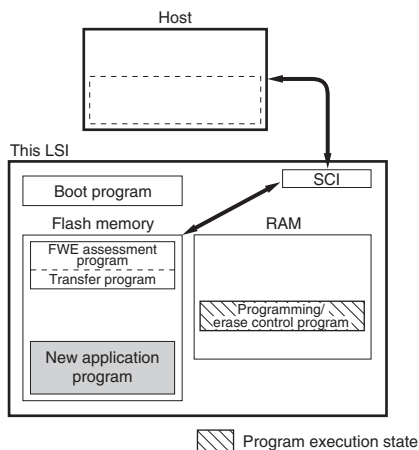 Host
This LSI
SCI
Boot program
Flash memory
RAM
FWE assessment
program
Transfer program
Programming/
erase control program
New application
program
Program execution state